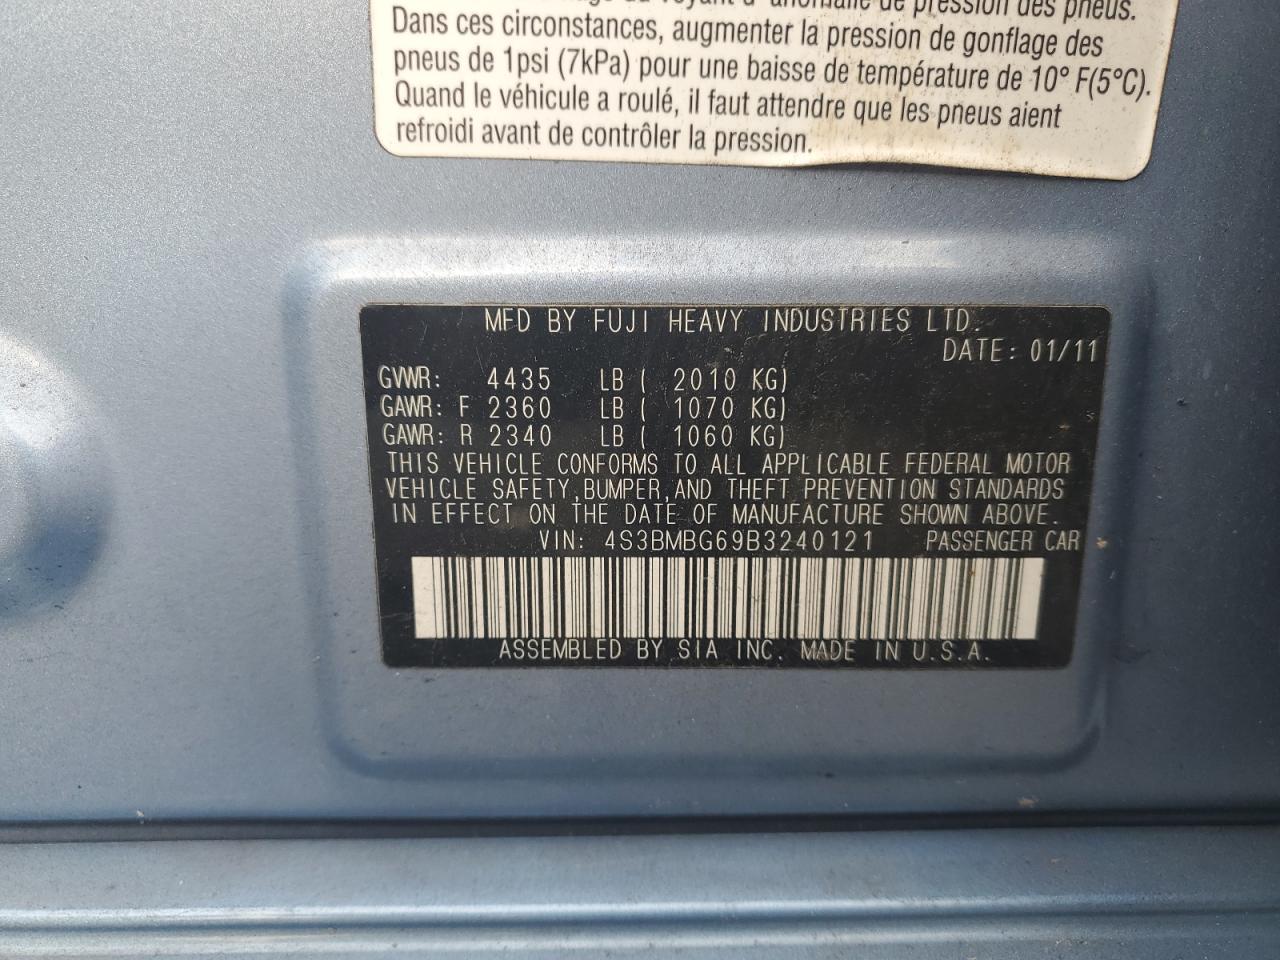 pression des pneus.
Dans ces circonstances, augmenter la pression de gonflage des
pneus de 1psi (7kPa) pour une baisse de température de 10° F(5°C).
Quand le véhicule a roulé, il faut attendre que les pneus aient
refroidi avant de contrôler la pression.
MFD BY FUJI HEAVY INDUSTRIES LTD.
DATE: 01/11
GVWR: 4435 LB ( 2010 KG)
GAWR: F 2360 LB ( 1070 KG)
GAWR: R 2340 LB ( 1060 KG)
THIS VEHICLE CONFORMS TO ALL APPLICABLE FEDERAL MOTOR
VEHICLE SAFETY,BUMPER,AND THEFT PREVENTION STANDARDS
IN EFFECT ON THE DATE OF MANUFACTURE SHOWN ABOVE.
VIN: 4S3BMBG69B3240121 PASSENGER CAR
ASSEMBLED BY SIA INC. MADE IN U.S.A.